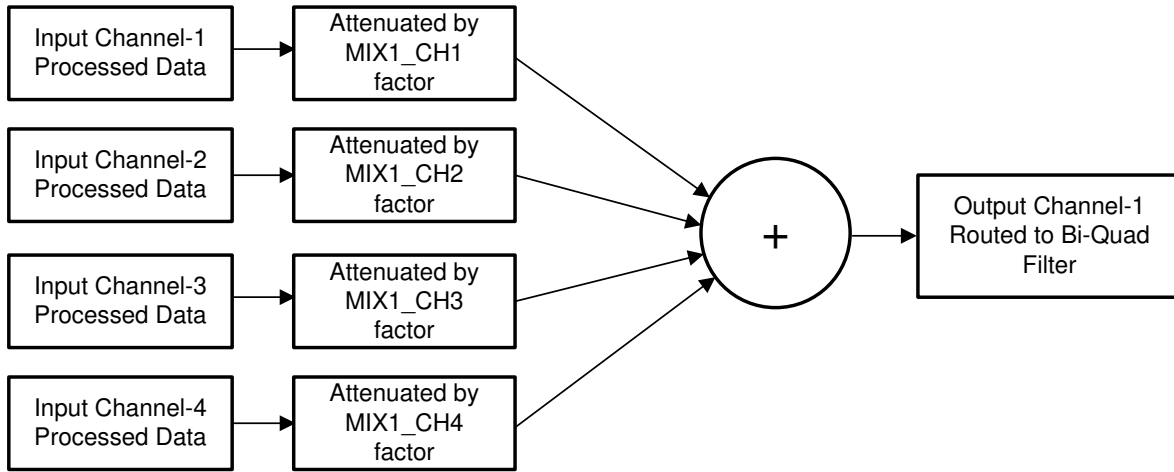 Input Channel-1
Processed Data
Attenuated by
MIX1_CH1
factor
Input Channel-2
Processed Data
Attenuated by
MIX1_CH2
factor
Input Channel-3
Processed Data
Attenuated by
MIX1_CH3
factor
Input Channel-4
Processed Data
Attenuated by
MIX1_CH4
factor
+
Output Channel-1
Routed to Bi-Quad
Filter